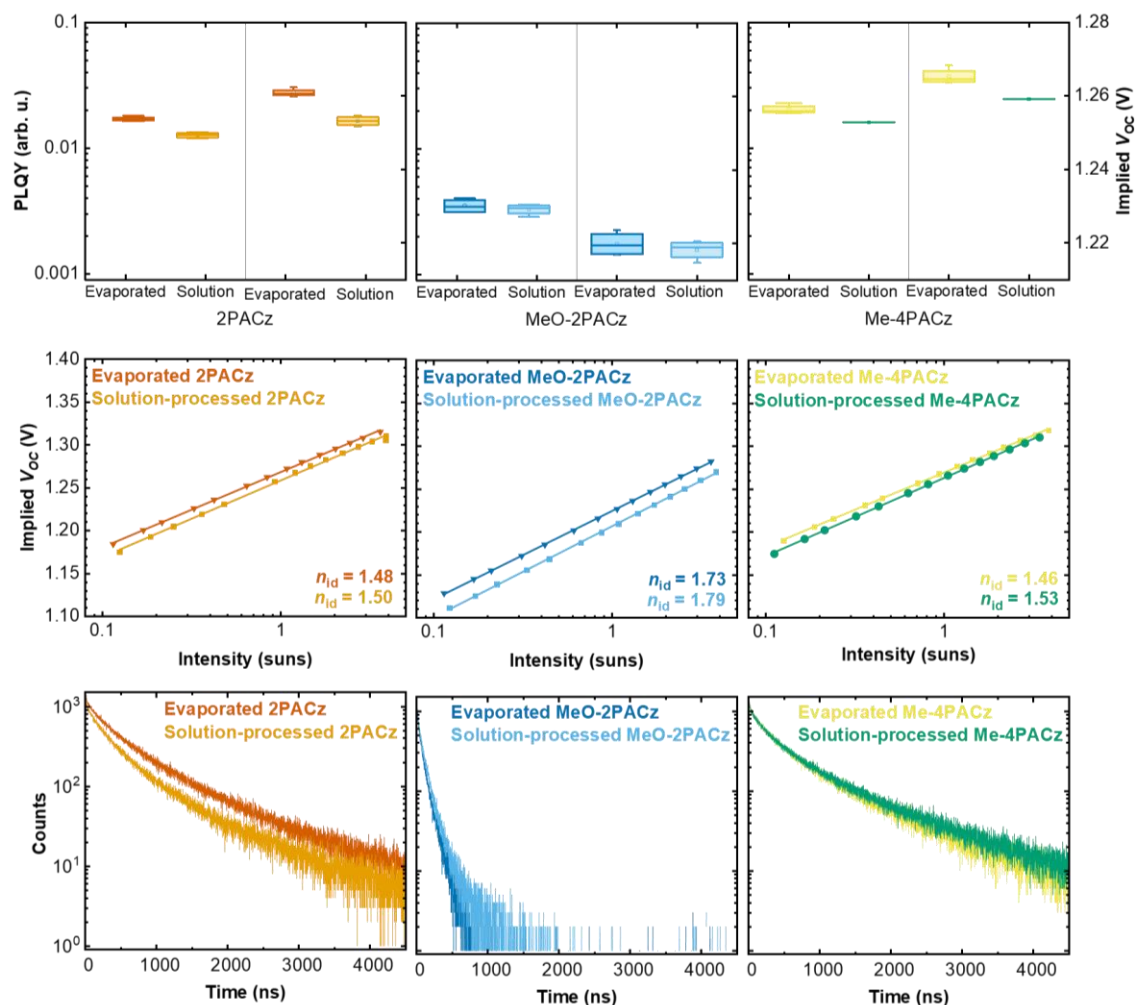 0.1
0.01
0.001
PLQY (arb. u.)
1.28
1.26
1.24
1.22
Implied VOC (V)
Evaporated Solution Evaporated Solution
2PACz
Evaporated Solution Evaporated Solution
MeO-2PACz
Evaporated Solution Evaporated Solution
Me-4PACz
1.40
1.35
1.30
1.25
1.20
1.15
1.10
Implied VOC (V)
Evaporated 2PACz
Solution-processed 2PACz
nid = 1.48
nid = 1.50
0.1 1
Intensity (suns)
Evaporated MeO-2PACz
Solution-processed MeO-2PACz
nid = 1.73
nid = 1.79
0.1 1
Intensity (suns)
Evaporated Me-4PACz
Solution-processed Me-4PACz
nid = 1.46
nid = 1.53
0.1 1
Intensity (suns)
10³
10²
10¹
10⁰
Counts
Evaporated 2PACz
Solution-processed 2PACz
0 1000 2000 3000 4000
Time (ns)
Evaporated MeO-2PACz
Solution-processed MeO-2PACz
0 1000 2000 3000 4000
Time (ns)
Evaporated Me-4PACz
Solution-processed Me-4PACz
0 1000 2000 3000 4000
Time (ns)